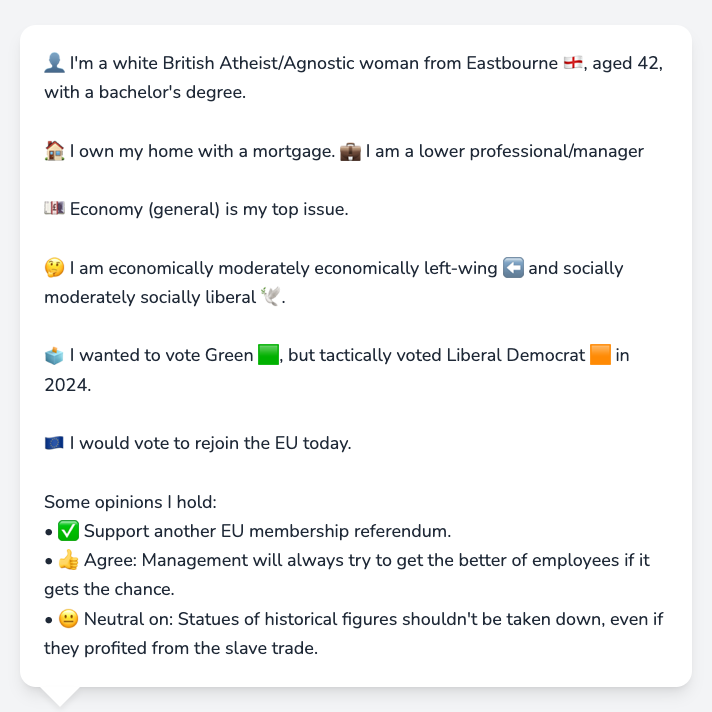 👤 I'm a white British Atheist/Agnostic woman from Eastbourne 🏴󠁧󠁢󠁥󠁮󠁧󠁿, aged 42,
with a bachelor's degree.
🏠 I own my home with a mortgage. 💼 I am a lower professional/manager
💷 Economy (general) is my top issue.
🤔 I am economically moderately economically left-wing ⬅️ and socially
moderately socially liberal 🕊️.
🗳️ I wanted to vote Green 🟩, but tactically voted Liberal Democrat 🟧 in
2024.
🇪🇺 I would vote to rejoin the EU today.
Some opinions I hold:
• ✅ Support another EU membership referendum.
• 👍 Agree: Management will always try to get the better of employees if it
gets the chance.
• 😐 Neutral on: Statues of historical figures shouldn't be taken down, even if
they profited from the slave trade.